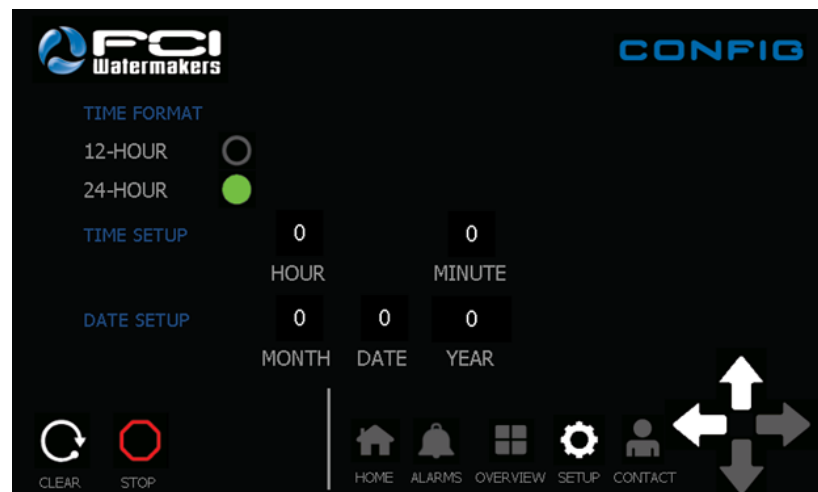 FCI
Watermakers
CONFIG
TIME FORMAT
12-HOUR
24-HOUR
TIME SETUP 0 0
HOUR MINUTE
DATE SETUP 0 0 0
MONTH DATE YEAR
CLEAR STOP HOME ALARMS OVERVIEW SETUP CONTACT